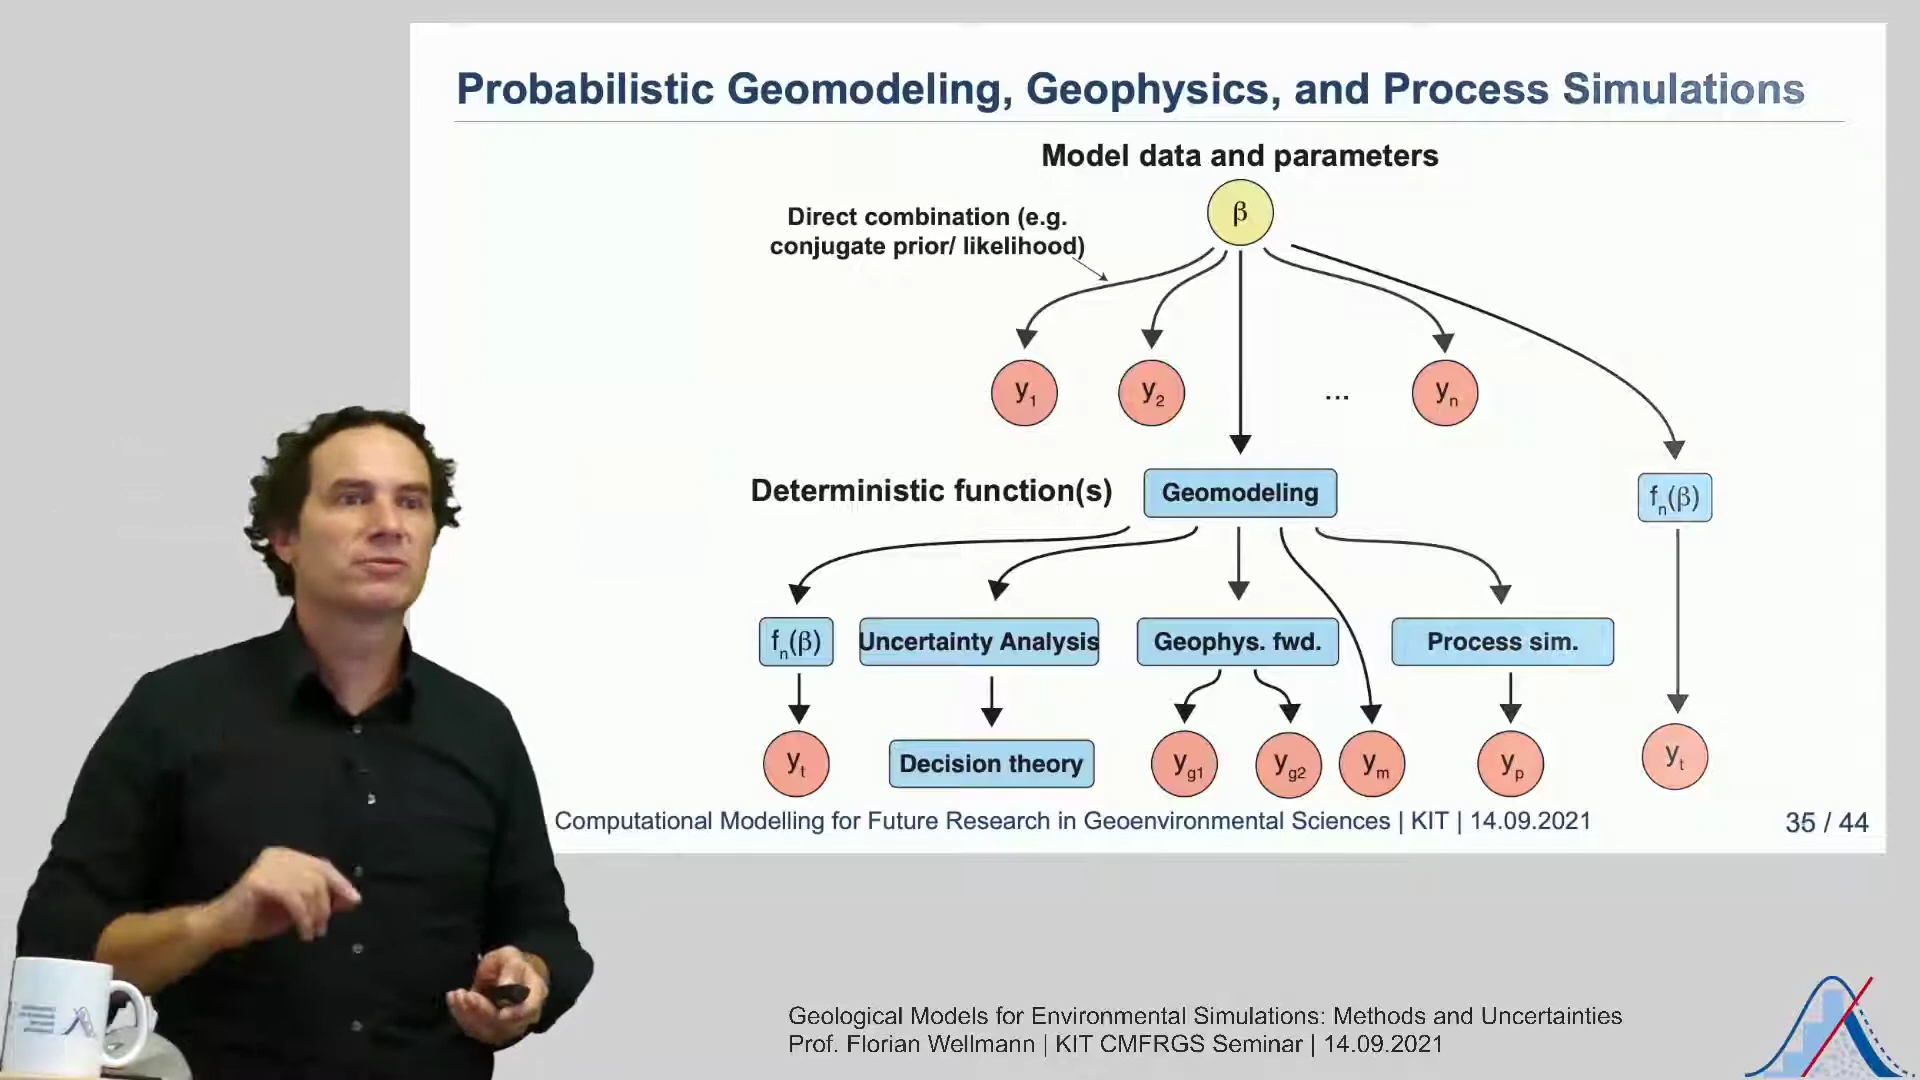 Probabilistic Geomodeling, Geophysics, and Process Simulations
Model data and parameters
β
Direct combination (e.g.
conjugate prior/ likelihood)
y1
y2
...
yn
Deterministic function(s)
Geomodeling
fn(β)
fn(β)
Uncertainty Analysis
Geophys. fwd.
Process sim.
yt
Decision theory
yg1
yg2
ym
yp
yt
Computational Modelling for Future Research in Geoenvironmental Sciences | KIT | 14.09.2021
35 / 44
Geological Models for Environmental Simulations: Methods and Uncertainties
Prof. Florian Wellmann | KIT CMFRGS Seminar | 14.09.2021